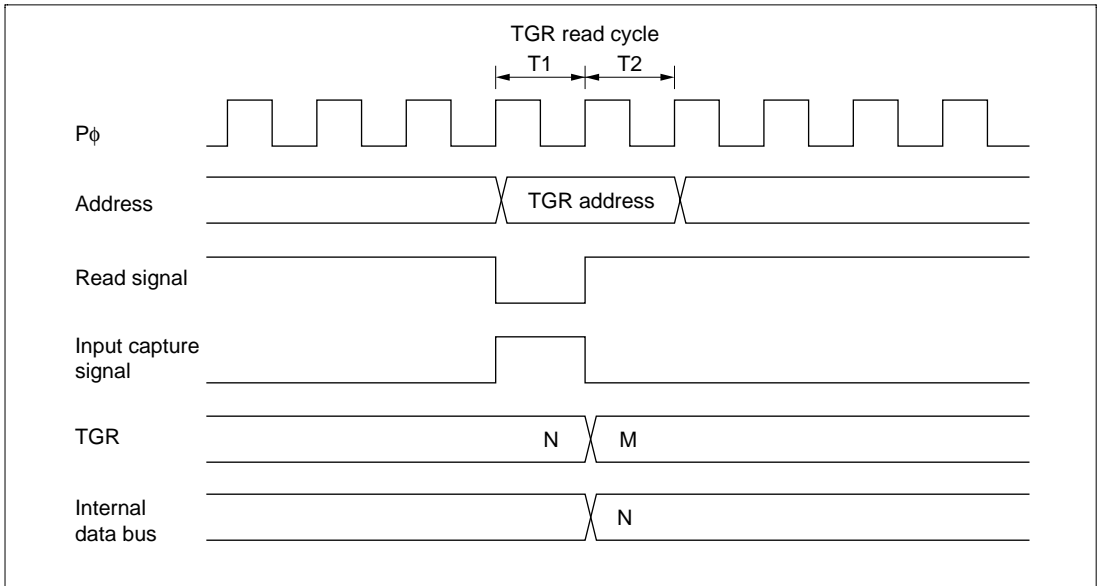 TGR read cycle
T1 T2
Pϕ
Address
TGR address
Read signal
Input capture
signal
TGR
N M
Internal
data bus
N